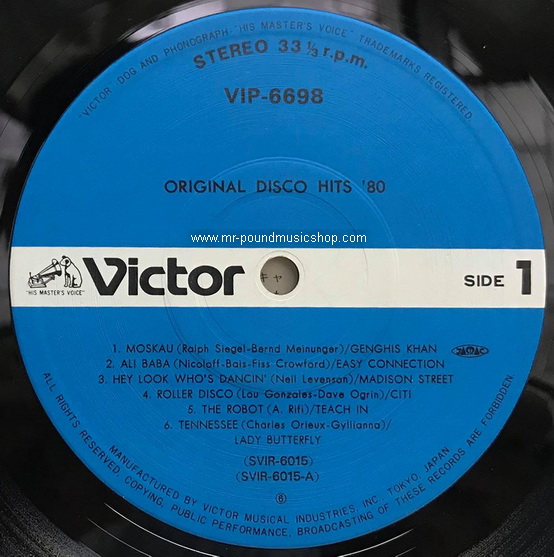 "VICTOR" DOG AND PHONOGRAPH·"HIS MASTER'S VOICE" TRADEMARKS REGISTERED.
STEREO 33 ⅓ r.p.m.
VIP-6698
ORIGINAL DISCO HITS '80
www.mr-poundmusicshop.com
"HIS MASTER'S VOICE"
Victor
SIDE 1
1. MOSKAU (Ralph Siegel-Bernd Meinunger)/GENGHIS KHAN
JASRAC
2. ALI BABA (Nicoloff-Bais-Fiss Crowford)/EASY CONNECTION
3. HEY LOOK WHO'S DANCIN' (Neil Levensan)/MADISON STREET
4. ROLLER DISCO (Lou Gonzales-Dave Ogrin)/CITI
5. THE ROBOT (A. Rifi)/TEACH IN
6. TENNESSEE (Charles Orieux-Gyllianna)/
LADY BUTTERFLY
(SVIR-6015)
(SVIR-6015-A)
MANUFACTURED BY VICTOR MUSICAL INDUSTRIES, INC. TOKYO, JAPAN
ALL RIGHTS RESERVED. COPYING, PUBLIC PERFORMANCE, BROADCASTING OF THESE RECORDS ARE FORBIDDEN.